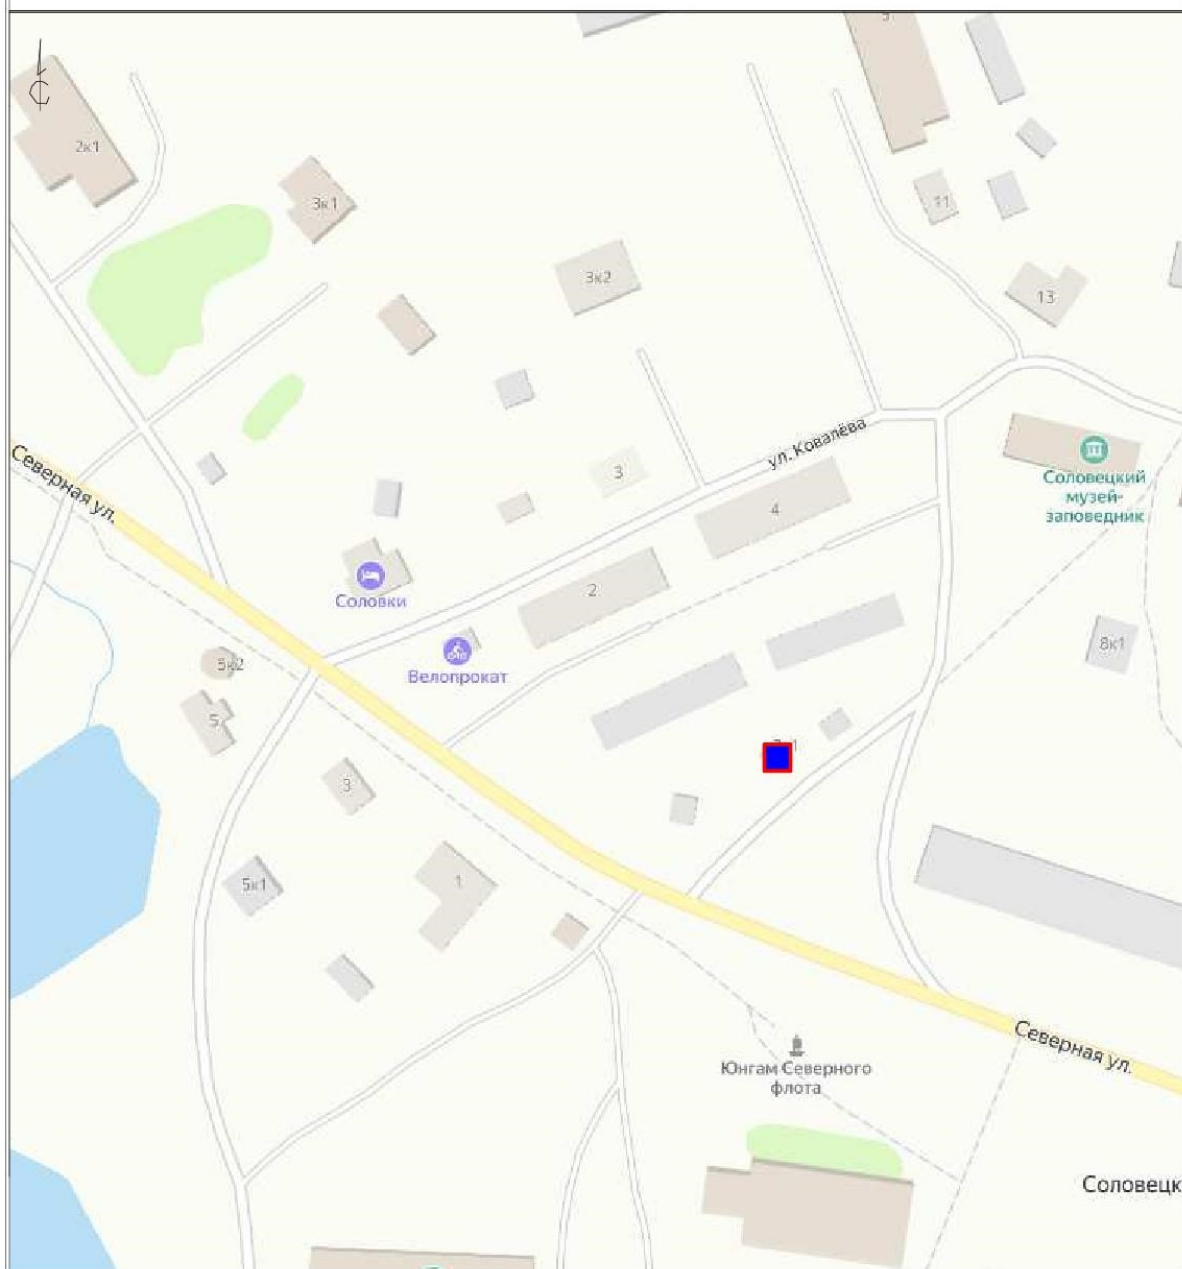 С
2к1
3к1
11
3к2
13
ул. Ковалёва
Северная ул.
3
4
Соловецкий
музей-
заповедник
2
Соловки
Велопрокат
5к2
5
8к1
3
1
5к1
Юнгам Северного
флота
Северная ул.
Соловецк